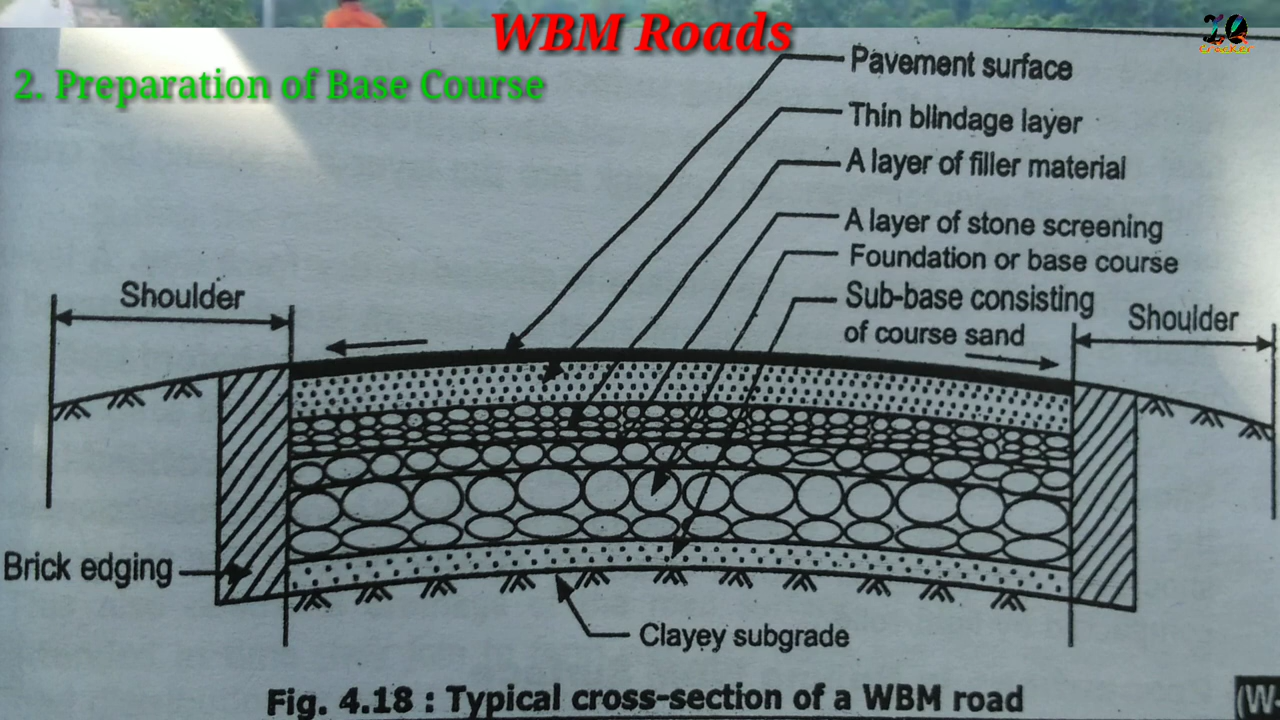 WBM Roads
2. Preparation of Base Course
Pavement surface
Thin blindage layer
A layer of filler material
A layer of stone screening
Foundation or base course
Sub-base consisting
of course sand
Shoulder
Shoulder
Brick edging
Clayey subgrade
Fig. 4.18 : Typical cross-section of a WBM road
(W